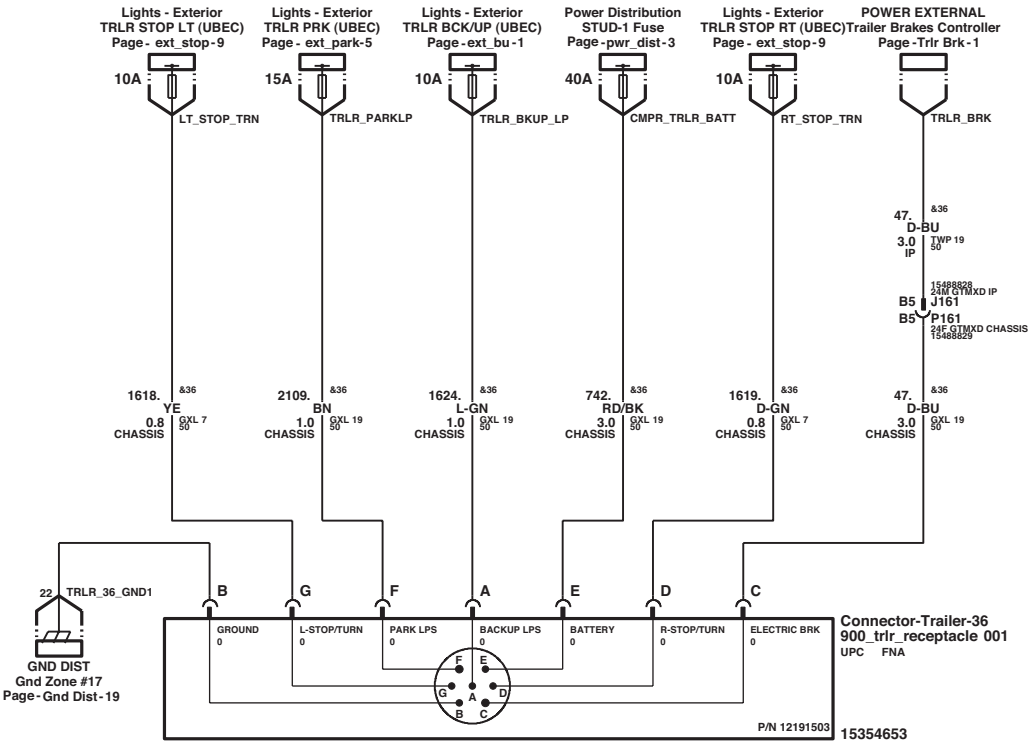 Lights - Exterior
TRLR STOP LT (UBEC)
Page - ext_stop-9
Lights - Exterior
TRLR PRK (UBEC)
Page - ext_park-5
Lights - Exterior
TRLR BCK/UP (UBEC)
Page - ext_bu -1
Power Distribution
STUD-1 Fuse
Page -pwr_dist-3
Lights - Exterior
TRLR STOP RT (UBEC)
Page - ext_stop-9
POWER EXTERNAL
Trailer Brakes Controller
Page -Trlr Brk-1
10A
15A
10A
40A
10A
LT_STOP_TRN
TRLR_PARKLP
TRLR_BKUP_LP
CMPR_TRLR_BATT
RT_STOP_TRN
TRLR_BRK
47. &36
D-BU
3.0 TWP 19
IP 50
15488828
24M GTMXD IP
B5 J161
B5 P161
24F GTMXD CHASSIS
15488829
1618. &36
YE
0.8 GXL 7
CHASSIS 50
2109. &36
BN
1.0 GXL 19
CHASSIS 50
1624. &36
L-GN
1.0 GXL 19
CHASSIS 50
742. &36
RD/BK
3.0 GXL 19
CHASSIS 50
1619. &36
D-GN
0.8 GXL 7
CHASSIS 50
47. &36
D-BU
3.0 GXL 19
CHASSIS 50
22 TRLR_36_GND1
GND DIST
Gnd Zone #17
Page-Gnd Dist-19
B G F A E D C
GROUND
0
L-STOP/TURN
0
PARK LPS
0
BACKUP LPS
0
BATTERY
0
R-STOP/TURN
0
ELECTRIC BRK
0
F E
G A D
B C
P/N 12191503
Connector-Trailer-36
900_trlr_receptacle 001
UPC FNA
15354653